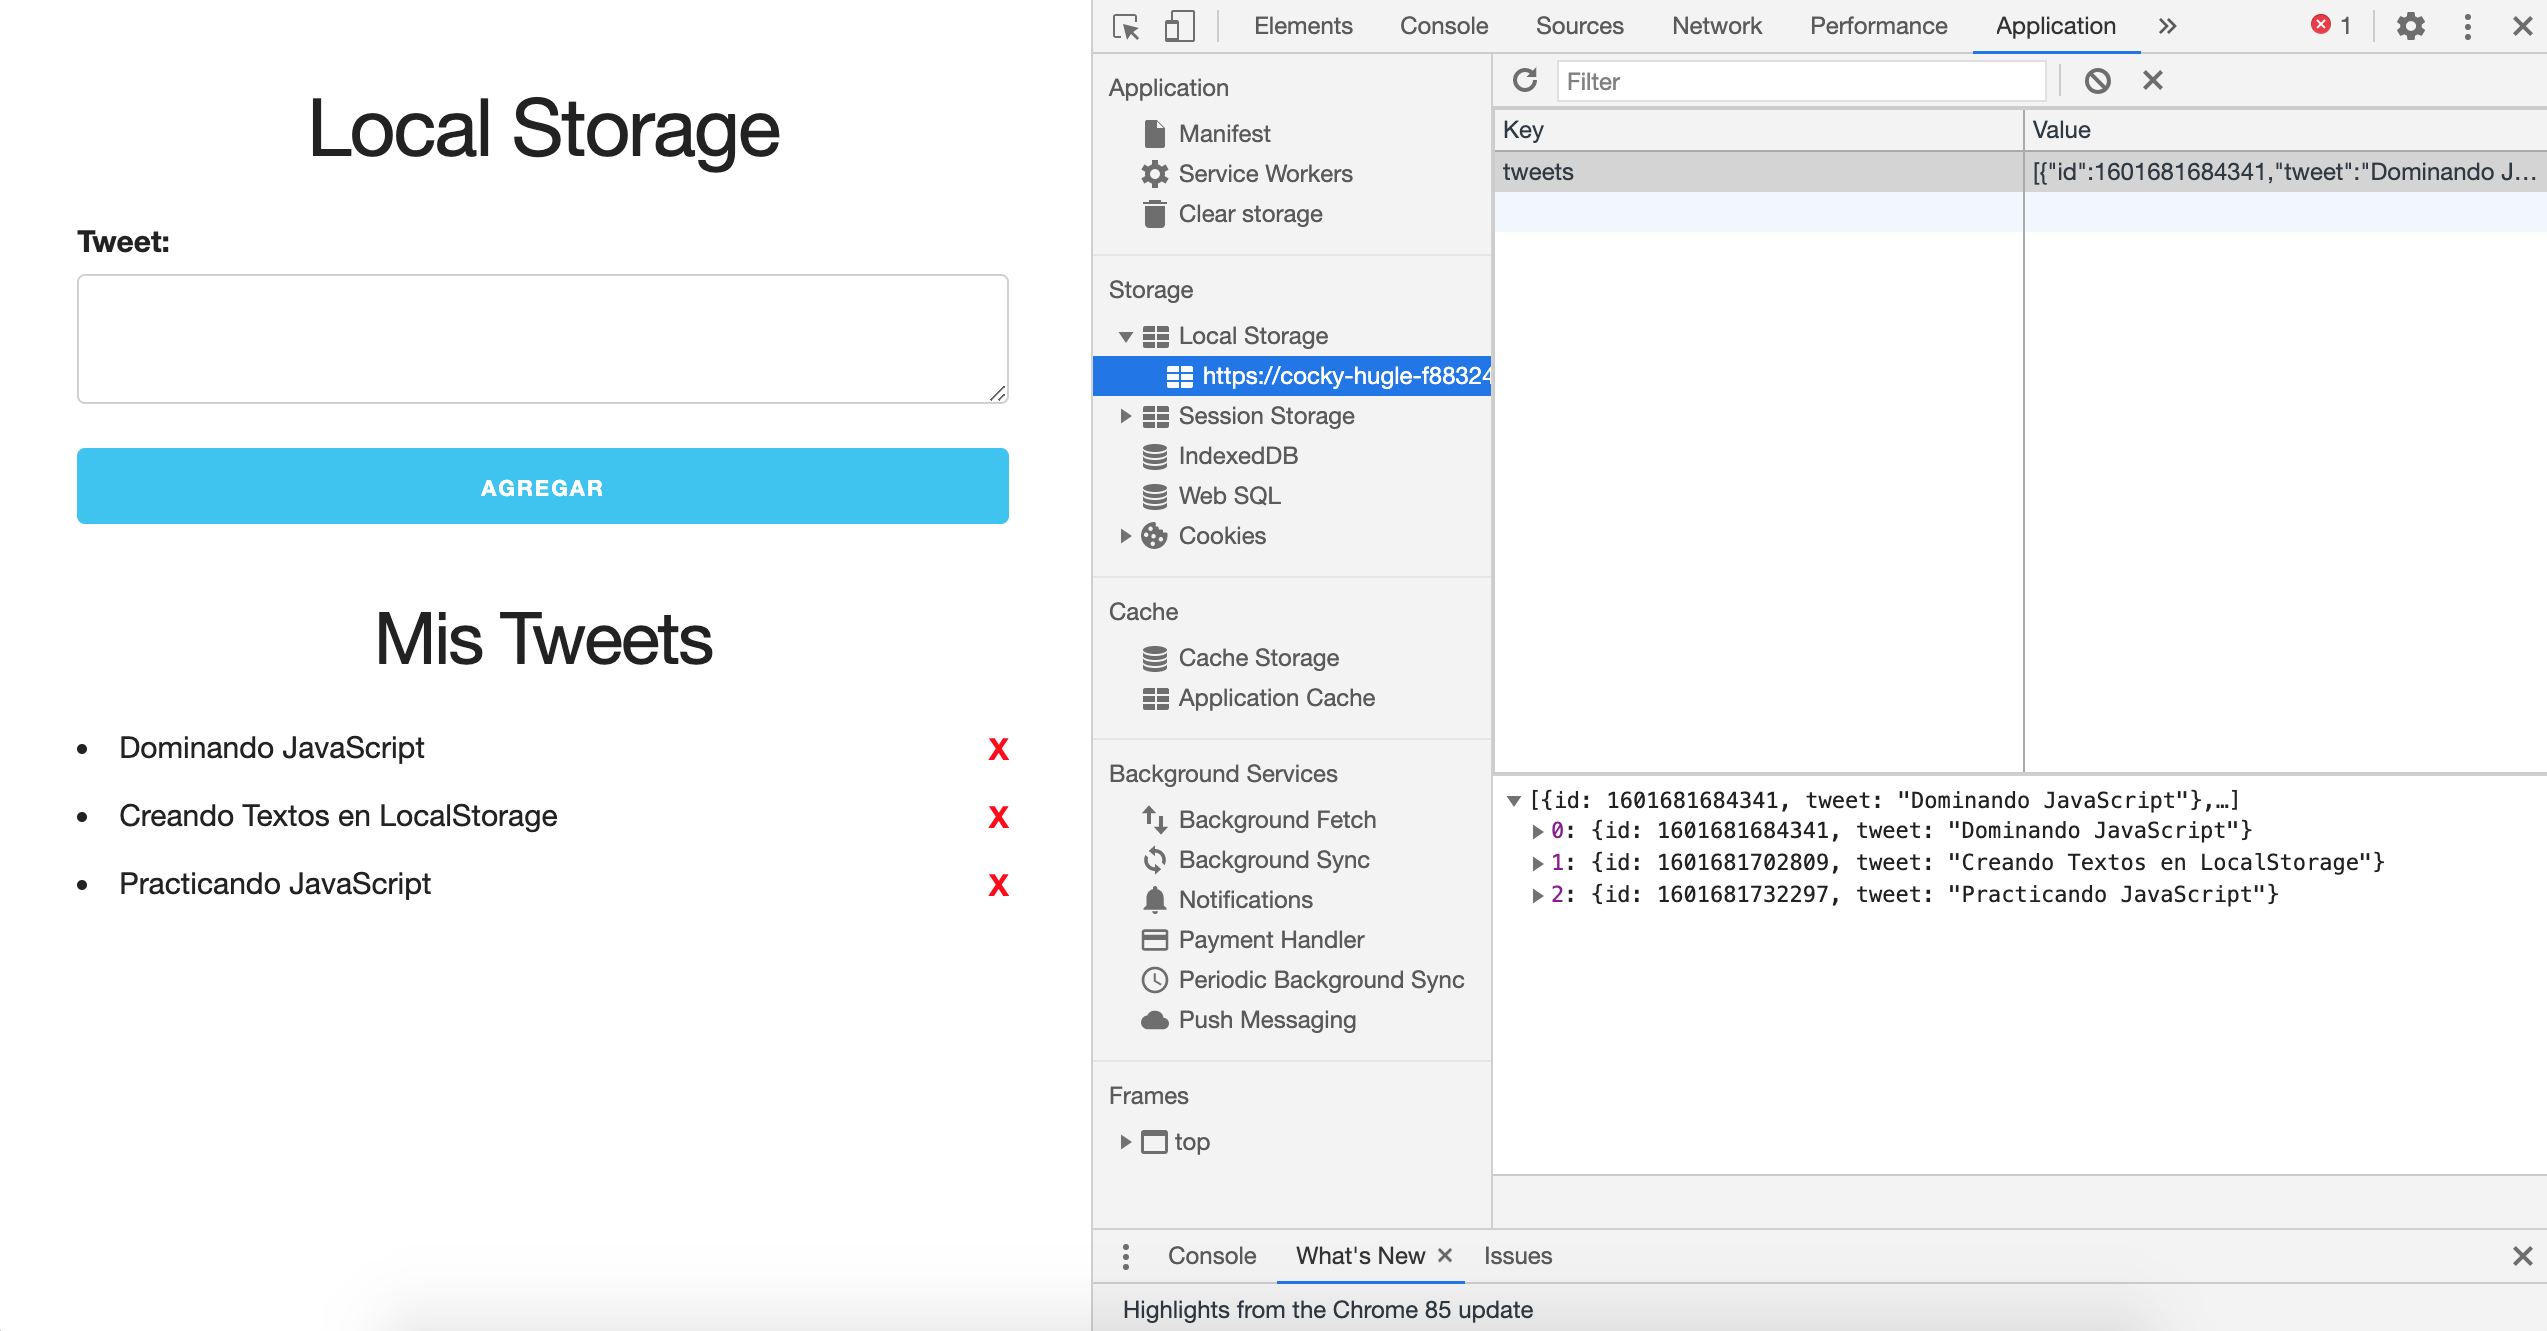 Local Storage
Tweet:
AGREGAR
Mis Tweets
• Dominando JavaScript X
• Creando Textos en LocalStorage X
• Practicando JavaScript X
Elements Console Sources Network Performance Application » 1
Application
Manifest
Service Workers
Clear storage
Storage
Local Storage
https://cocky-hugle-f88324
Session Storage
IndexedDB
Web SQL
Cookies
Cache
Cache Storage
Application Cache
Background Services
Background Fetch
Background Sync
Notifications
Payment Handler
Periodic Background Sync
Push Messaging
Frames
top
Filter
Key Value
tweets [{"id":1601681684341,"tweet":"Dominando J…
[{id: 1601681684341, tweet: "Dominando JavaScript"},…]
0: {id: 1601681684341, tweet: "Dominando JavaScript"}
1: {id: 1601681702809, tweet: "Creando Textos en LocalStorage"}
2: {id: 1601681732297, tweet: "Practicando JavaScript"}
Console What's New Issues
Highlights from the Chrome 85 update